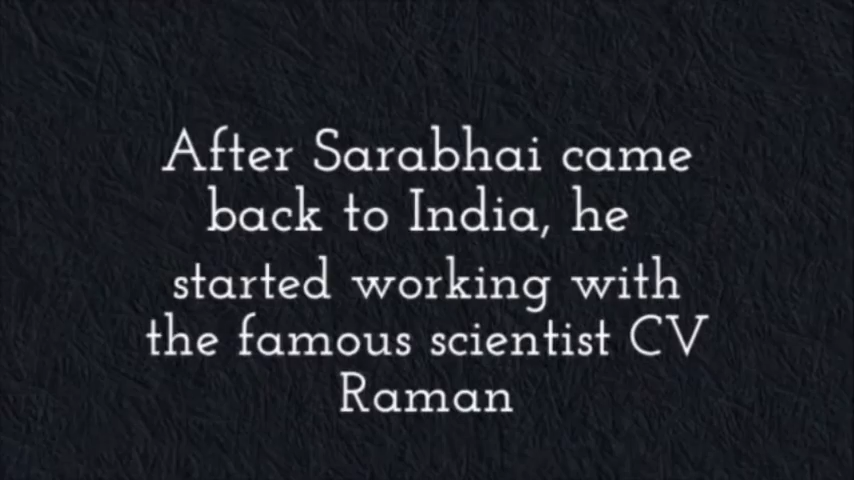 After Sarabhai came
back to India, he
started working with
the famous scientist CV
Raman